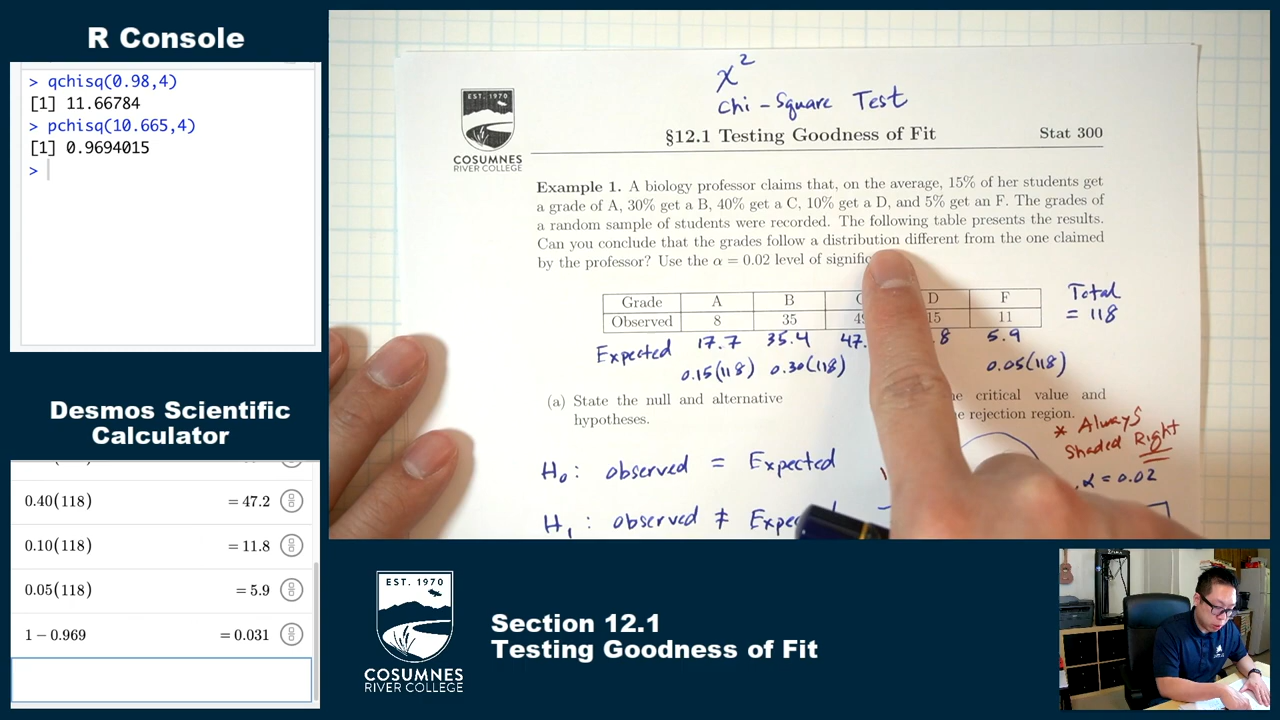 R Console
> qchisq(0.98,4)
[1] 11.66784
> pchisq(10.665,4)
[1] 0.9694015
>
Desmos Scientific
Calculator
0.40(118) = 47.2
0.10(118) = 11.8
0.05(118) = 5.9
1 − 0.969 = 0.031
χ²
Chi-Square Test
EST. 1970
COSUMNES
RIVER COLLEGE
§12.1 Testing Goodness of Fit
Stat 300
Example 1. A biology professor claims that, on the average, 15% of her students get
a grade of A, 30% get a B, 40% get a C, 10% get a D, and 5% get an F. The grades of
a random sample of students were recorded. The following table presents the results.
Can you conclude that the grades follow a distribution different from the one claimed
by the professor? Use the α = 0.02 level of
Grade A B D F
Observed 8 35 15 11
Total
= 118
Expected 17.7 35.4 47. .8 5.9
0.15(118) 0.30(118) 0.05(118)
(a) State the null and alternative
hypotheses.
critical value and
rejection region.
* Always
Shaded Right
α = 0.02
H₀: observed = Expected
H₁: observed ≠
EST. 1970
COSUMNES
RIVER COLLEGE
Section 12.1
Testing Goodness of Fit